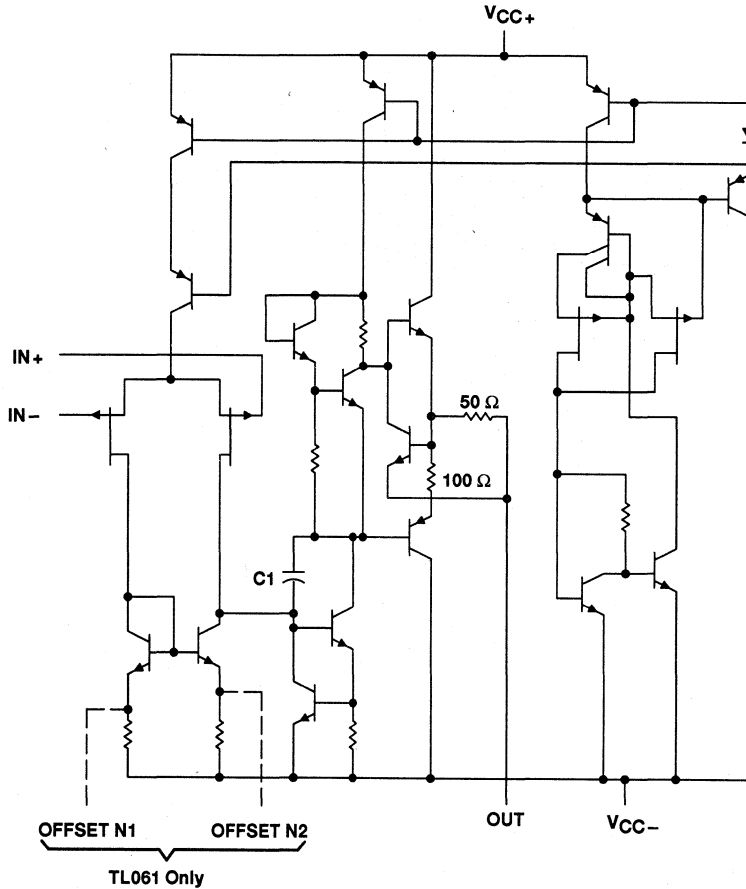 VCC+
IN+
IN−
50 Ω
100 Ω
C1
OFFSET N1
OFFSET N2
OUT
VCC−
TL061 Only